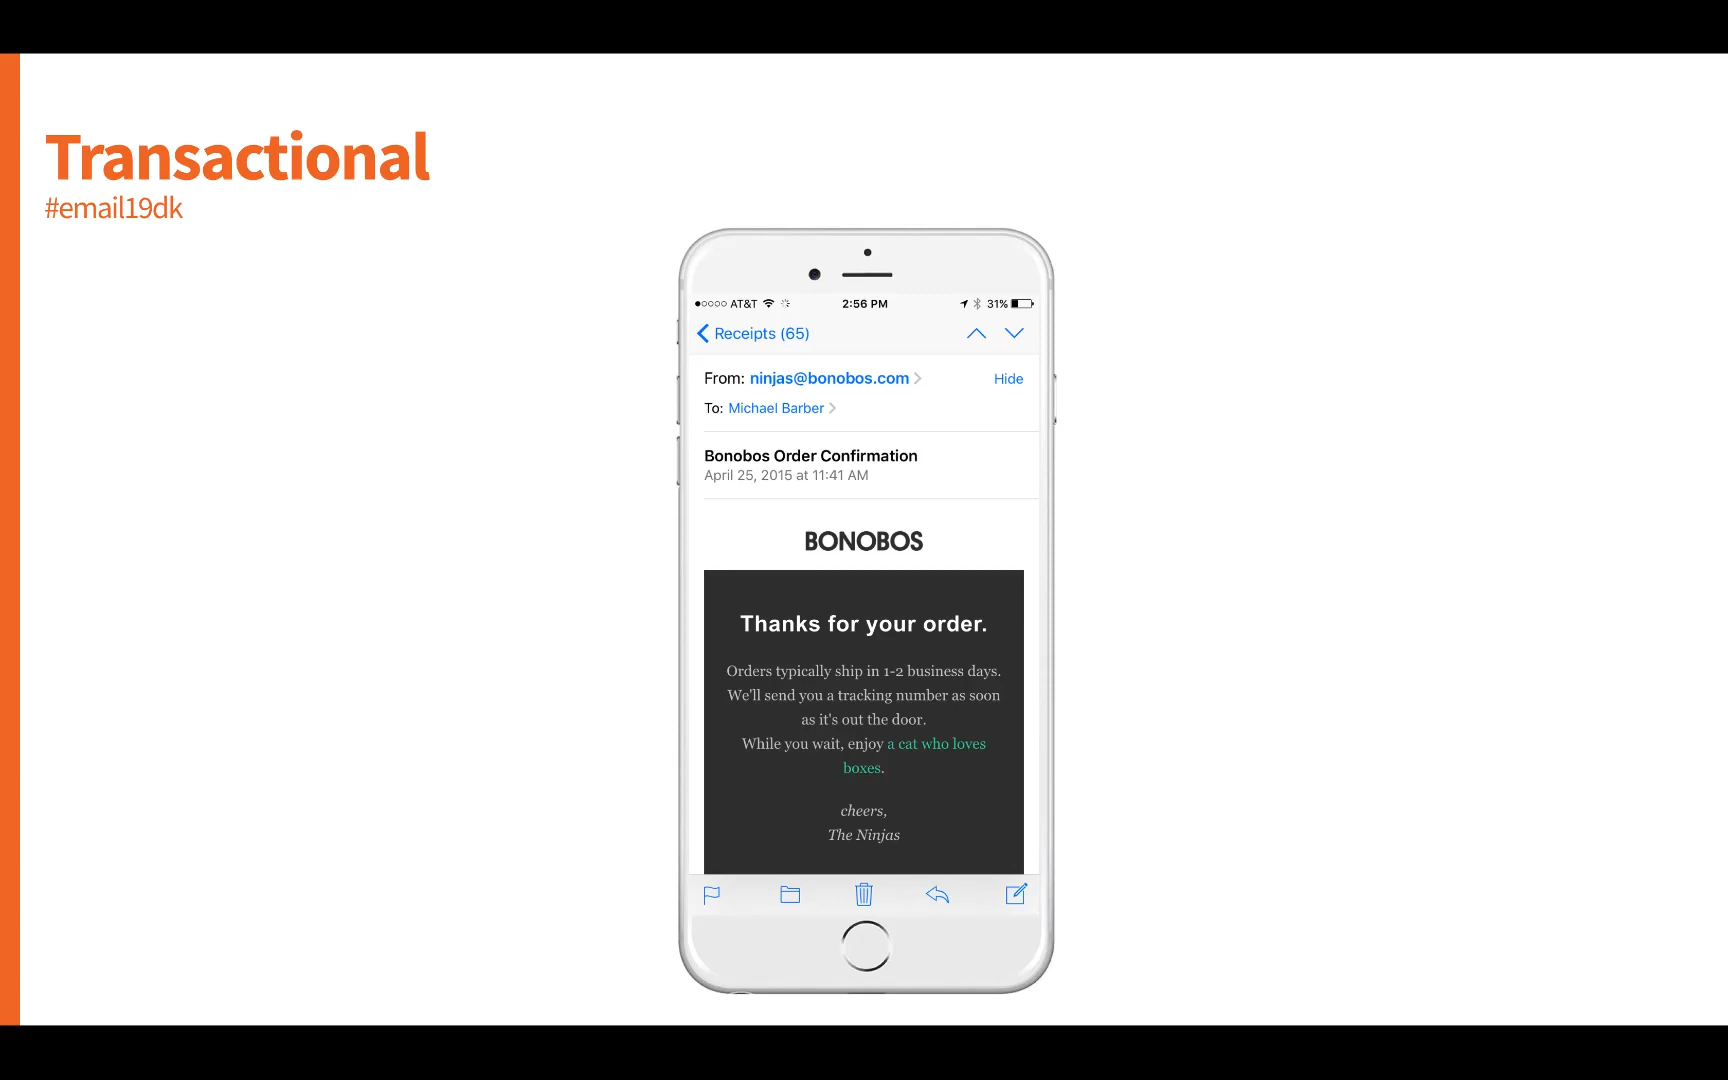 Transactional
#email19dk
AT&T 2:56 PM 31%
Receipts (65)
From: ninjas@bonobos.com Hide
To: Michael Barber
Bonobos Order Confirmation
April 25, 2015 at 11:41 AM
BONOBOS
Thanks for your order.
Orders typically ship in 1-2 business days.
We'll send you a tracking number as soon
as it's out the door.
While you wait, enjoy a cat who loves
boxes.
cheers,
The Ninjas